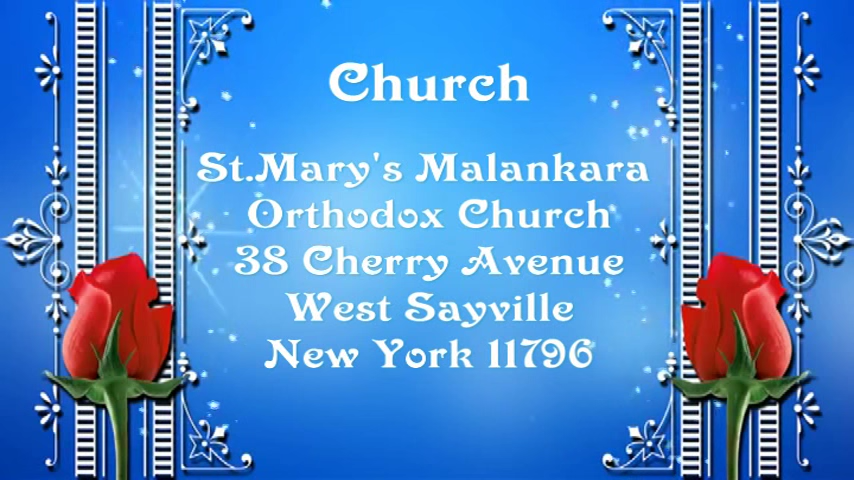 Church
St.Mary's Malankara
Orthodox Church
38 Cherry Avenue
West Sayville
New York 11796